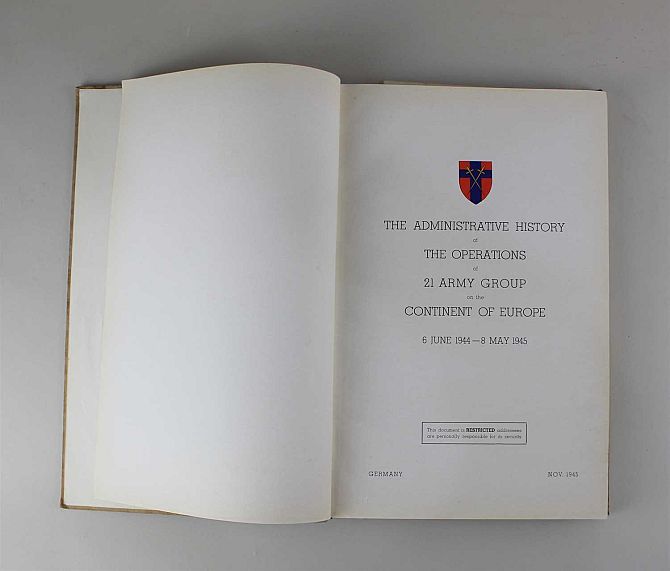 THE ADMINISTRATIVE HISTORY
of
THE OPERATIONS
of
21 ARMY GROUP
on the
CONTINENT OF EUROPE
6 JUNE 1944 — 8 MAY 1945
This document is RESTRICTED addressees
are personally responsible for its security
GERMANY NOV. 1945